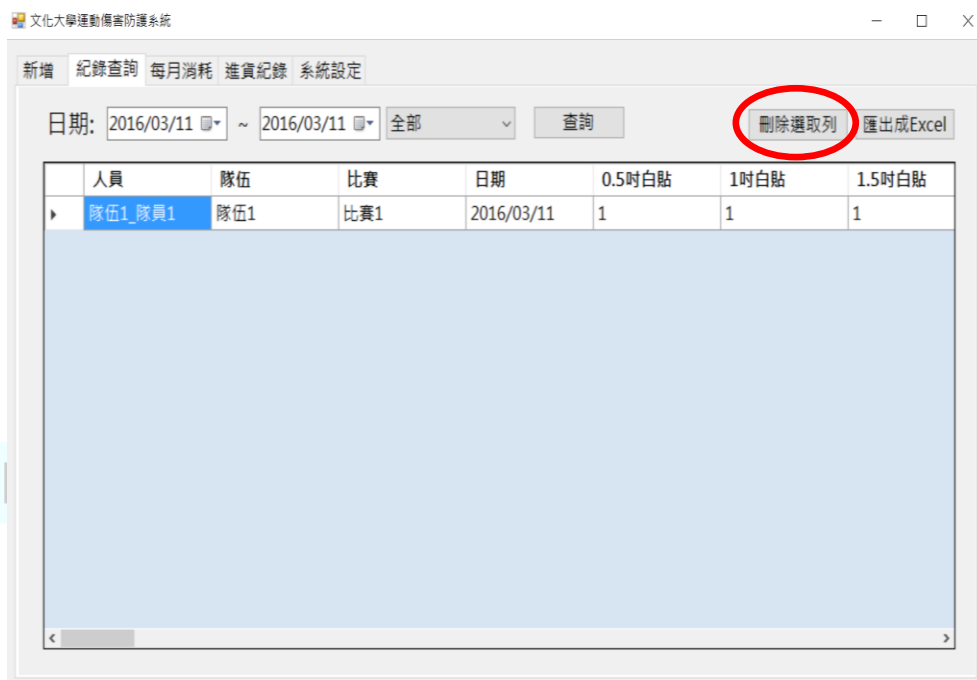 文化大學運動傷害防護系統
新增 紀錄查詢 每月消耗 進貨紀錄 系統設定
日期: 2016/03/11 ~ 2016/03/11 全部 查詢 刪除選取列 匯出成Excel
人員 隊伍 比賽 日期 0.5吋白貼 1吋白貼 1.5吋白貼
隊伍1_隊員1 隊伍1 比賽1 2016/03/11 1 1 1